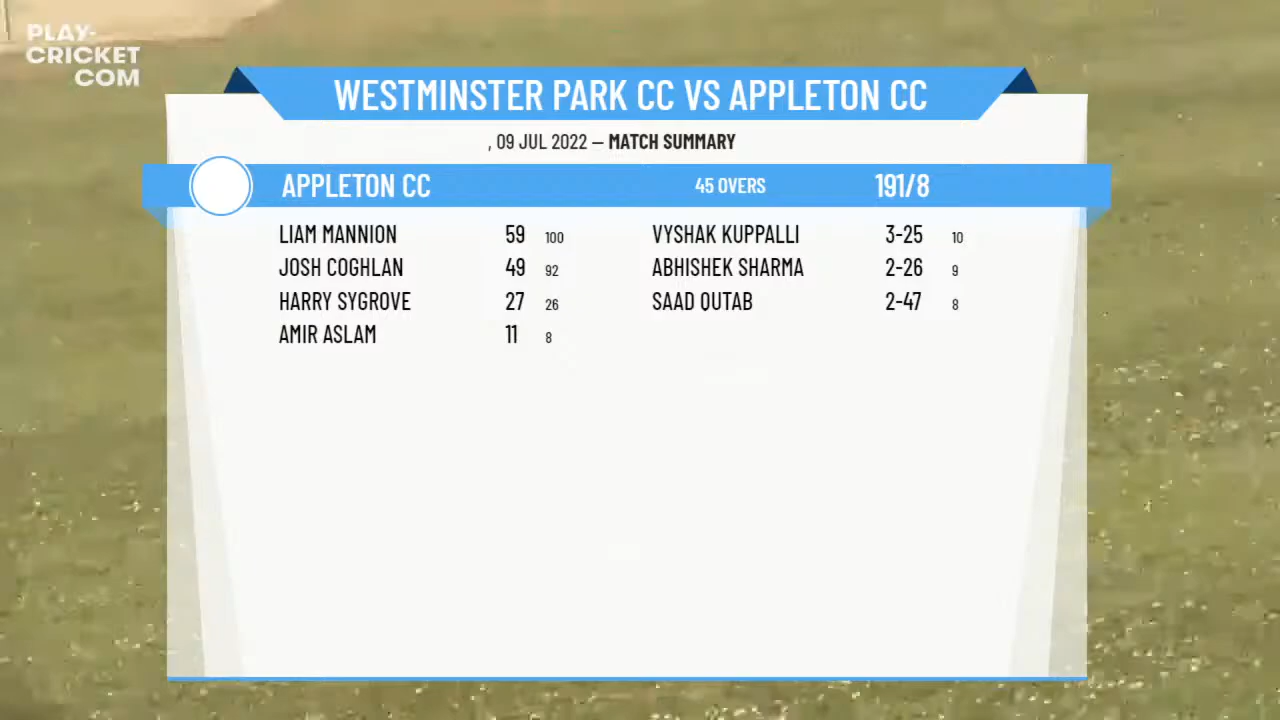 PLAY-
CRICKET
COM
WESTMINSTER PARK CC VS APPLETON CC
, 09 JUL 2022 – MATCH SUMMARY
APPLETON CC 45 OVERS 191/8
LIAM MANNION 59 100 VYSHAK KUPPALLI 3-25 10
JOSH COGHLAN 49 92 ABHISHEK SHARMA 2-26 9
HARRY SYGROVE 27 26 SAAD QUTAB 2-47 8
AMIR ASLAM 11 8